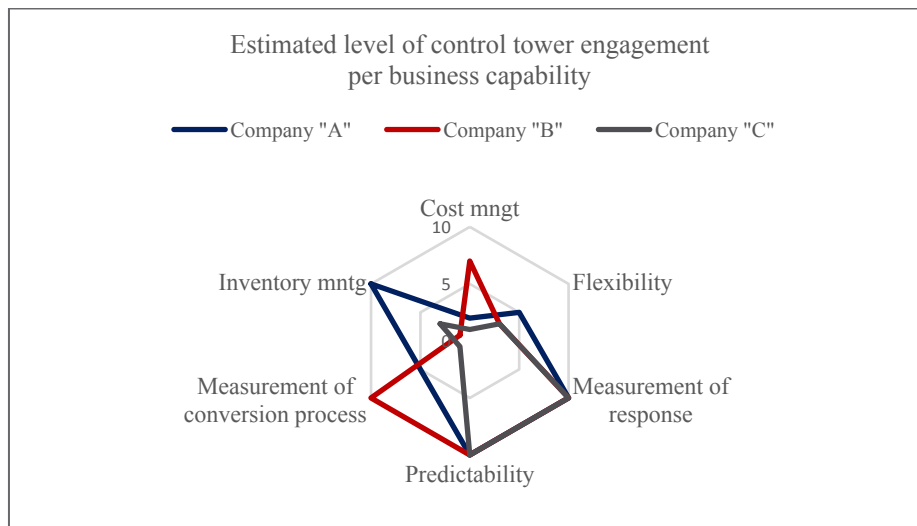 Estimated level of control tower engagement
per business capability
Company "A" Company "B" Company "C"
Cost mngt
10
Inventory mntg
5
Flexibility
0
Measurement of
conversion process
Measurement of
response
Predictability